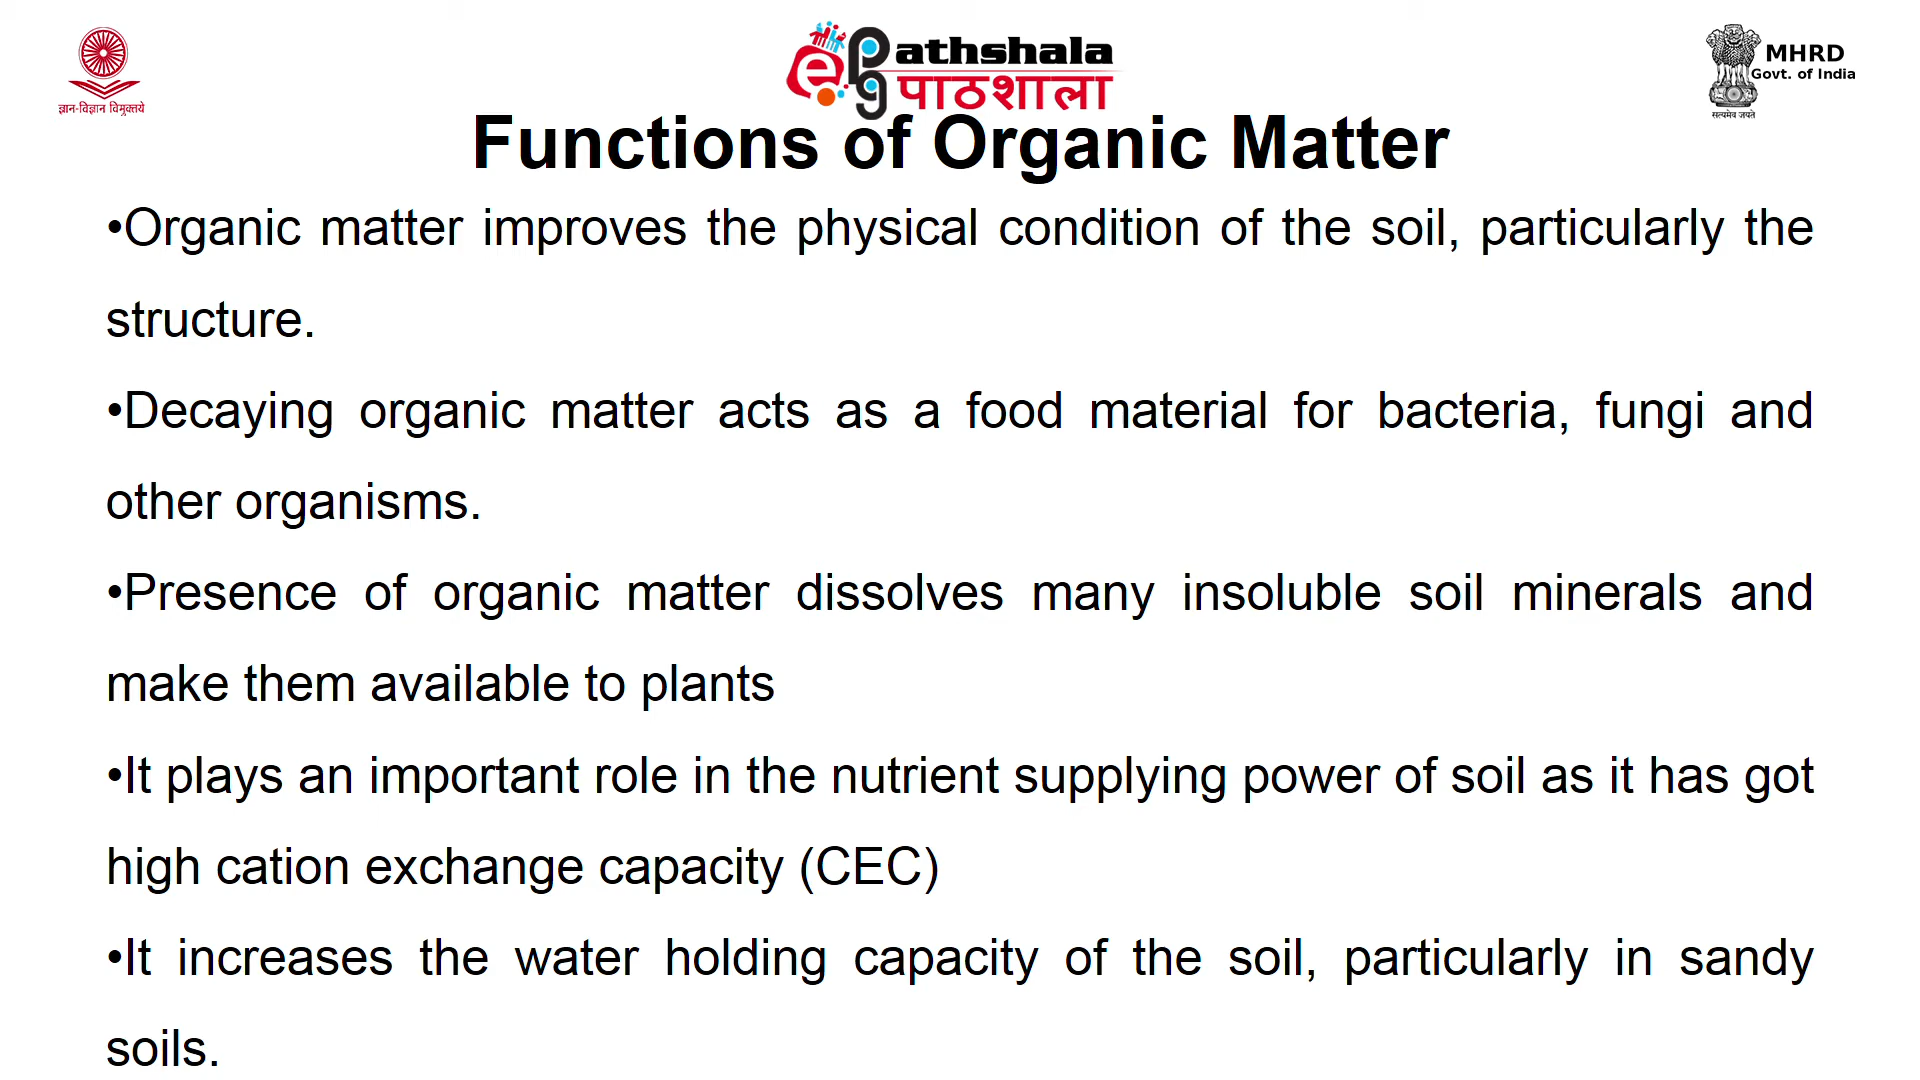 ज्ञान-विज्ञान विमुक्तये
Pathshala
पाठशाला
MHRD
Govt. of India
सत्यमेव जयते
Functions of Organic Matter
•Organic matter improves the physical condition of the soil, particularly the
structure.
•Decaying organic matter acts as a food material for bacteria, fungi and
other organisms.
•Presence of organic matter dissolves many insoluble soil minerals and
make them available to plants
•It plays an important role in the nutrient supplying power of soil as it has got
high cation exchange capacity (CEC)
•It increases the water holding capacity of the soil, particularly in sandy
soils.